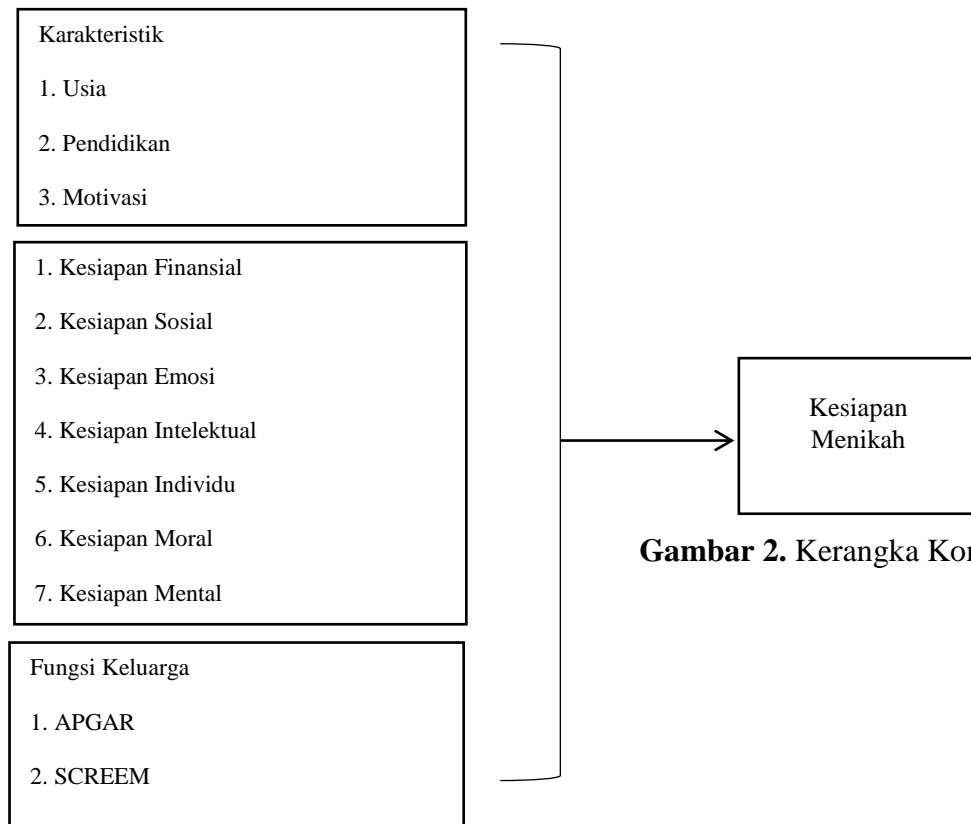 Karakteristik
1. Usia
2. Pendidikan
3. Motivasi
1. Kesiapan Finansial
2. Kesiapan Sosial
3. Kesiapan Emosi
4. Kesiapan Intelektual
5. Kesiapan Individu
6. Kesiapan Moral
7. Kesiapan Mental
Fungsi Keluarga
1. APGAR
2. SCREEM
Kesiapan
Menikah
Gambar 2. Kerangka